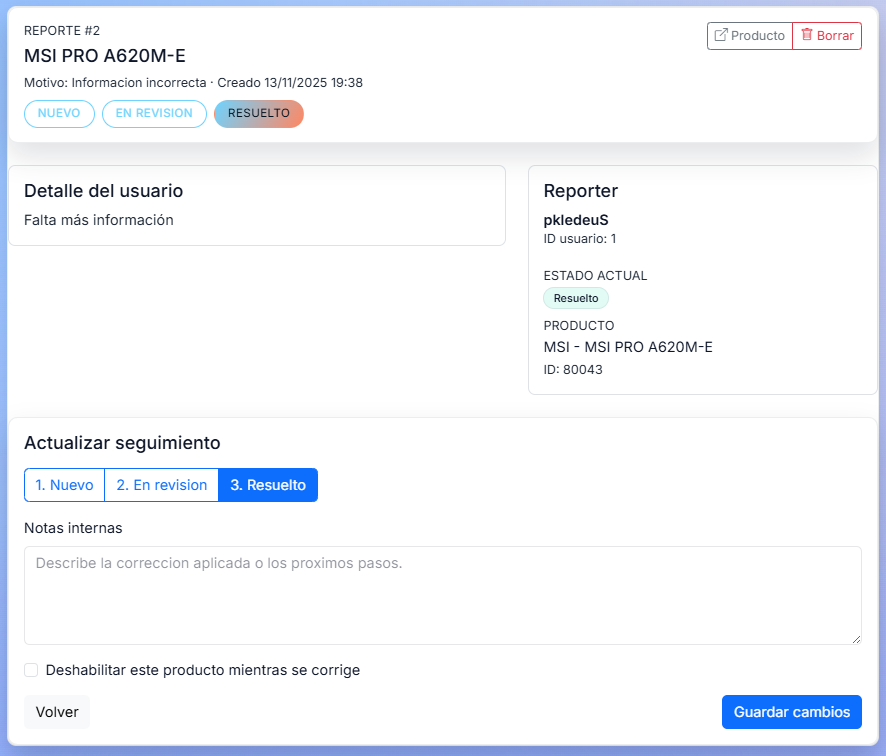 REPORTE #2
MSI PRO A620M-E
Motivo: Informacion incorrecta · Creado 13/11/2025 19:38
NUEVO
EN REVISION
RESUELTO
Producto
Borrar
Detalle del usuario
Falta más información
Reporter
pkledeuS
ID usuario: 1
ESTADO ACTUAL
Resuelto
PRODUCTO
MSI - MSI PRO A620M-E
ID: 80043
Actualizar seguimiento
1. Nuevo
2. En revision
3. Resuelto
Notas internas
Describe la correccion aplicada o los proximos pasos.
Deshabilitar este producto mientras se corrige
Volver
Guardar cambios